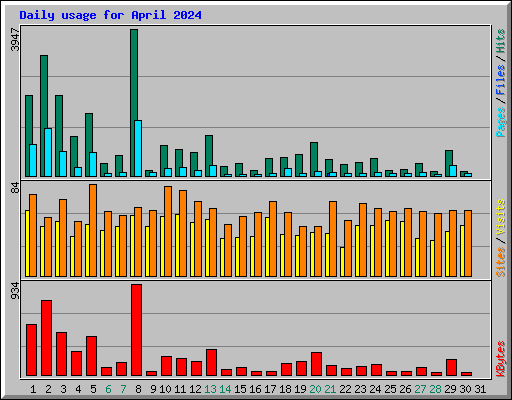 Daily usage for April 2024
3947
Pages / Files / Hits
84
Sites / Visits
934
KBytes
1 2 3 4 5 6 7 8 9 10 11 12 13 14 15 16 17 18 19 20 21 22 23 24 25 26 27 28 29 30 31